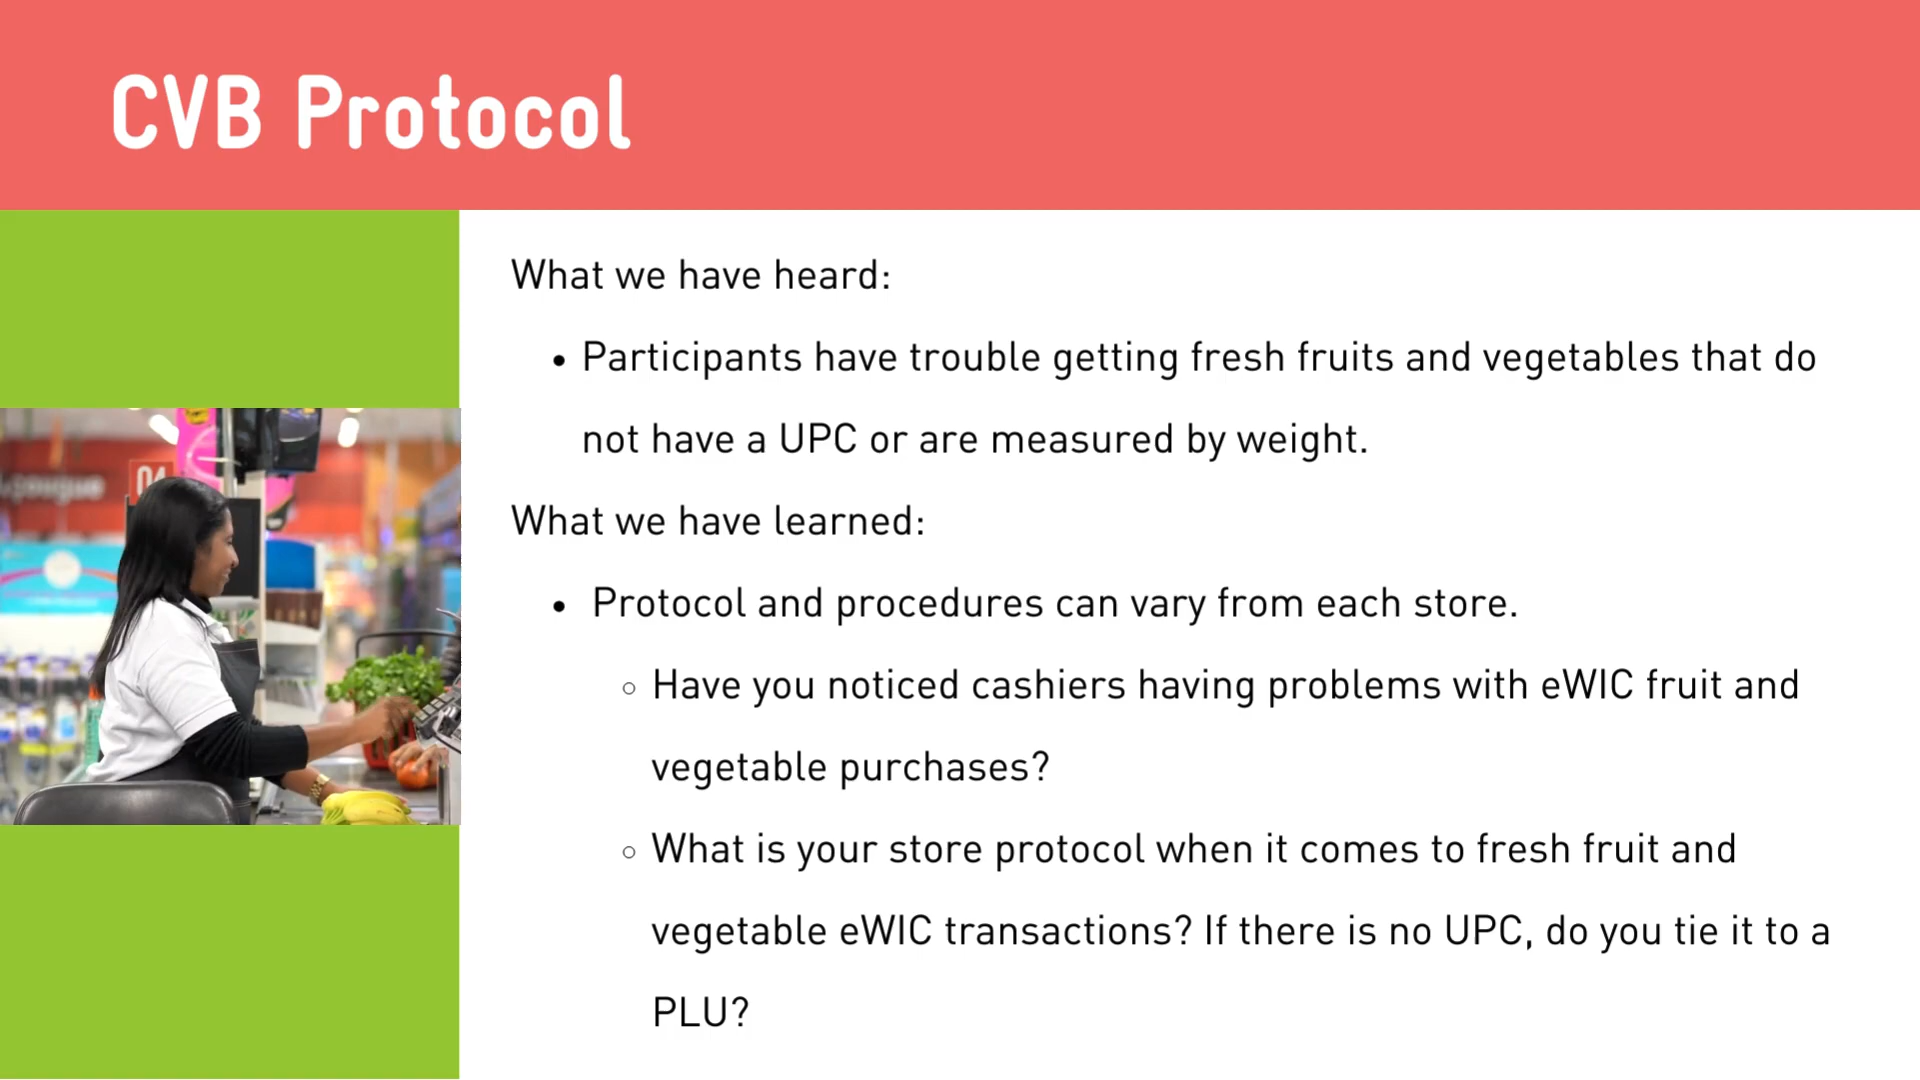 CVB Protocol
What we have heard:
• Participants have trouble getting fresh fruits and vegetables that do
not have a UPC or are measured by weight.
What we have learned:
• Protocol and procedures can vary from each store.
○ Have you noticed cashiers having problems with eWIC fruit and
vegetable purchases?
○ What is your store protocol when it comes to fresh fruit and
vegetable eWIC transactions? If there is no UPC, do you tie it to a
PLU?
04